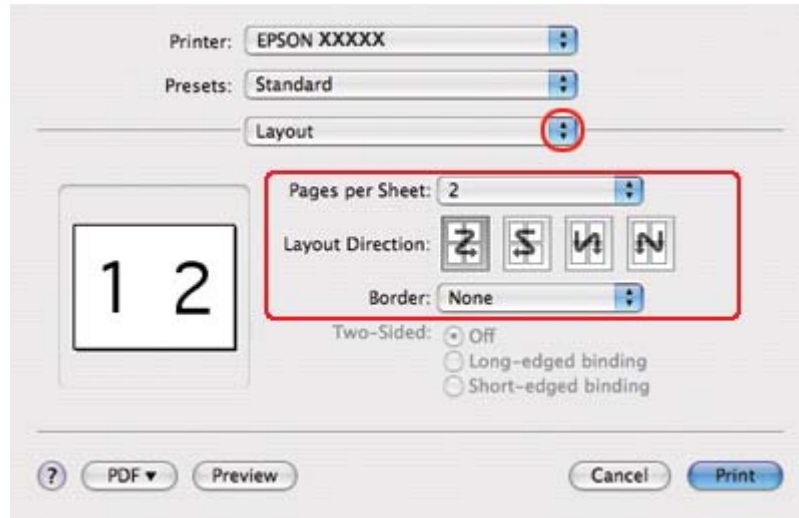 Printer: EPSON XXXXX
Presets: Standard
Layout
Pages per Sheet: 2
Layout Direction:
Border: None
Two-Sided: Off
Long-edged binding
Short-edged binding
1 2
? PDF ▼ Preview Cancel Print